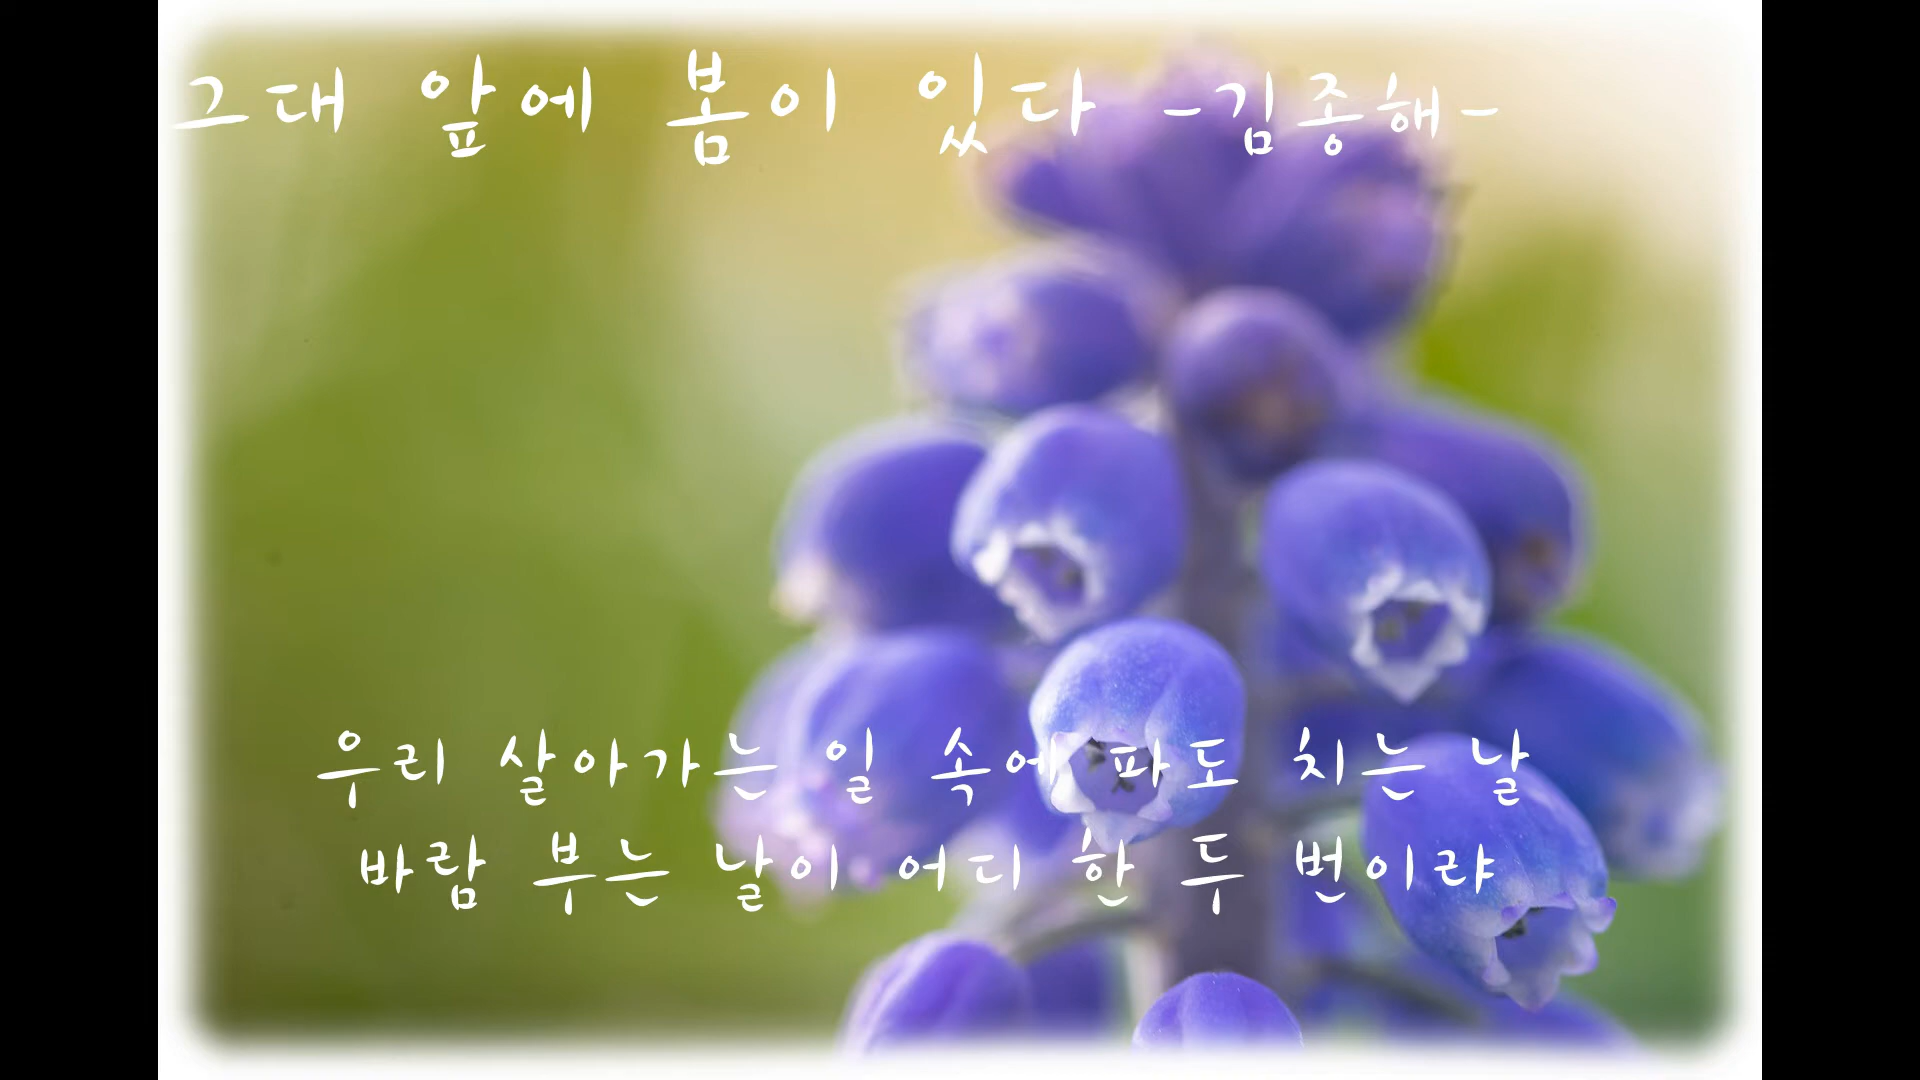 그대 앞에 봄이 있다 -김종해-
우리 살아가는 일 속에 파도 치는 날
바람 부는 날이 어디 한 두 번이랴